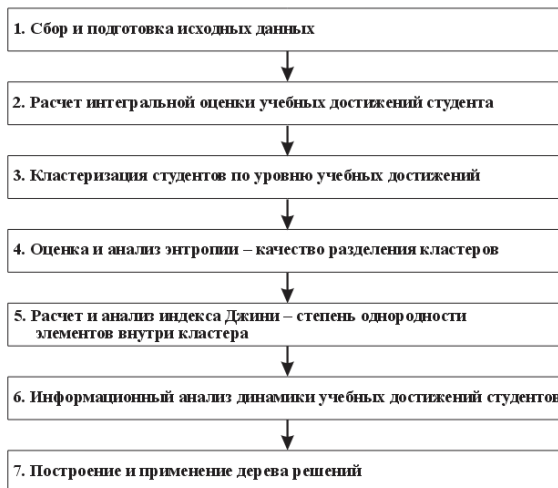 1. Сбор и подготовка исходных данных
2. Расчет интегральной оценки учебных достижений студента
3. Кластеризация студентов по уровню учебных достижений
4. Оценка и анализ энтропии – качество разделения кластеров
5. Расчет и анализ индекса Джини – степень однородности
элементов внутри кластера
6. Информационный анализ динамики учебных достижений студентов
7. Построение и применение дерева решений